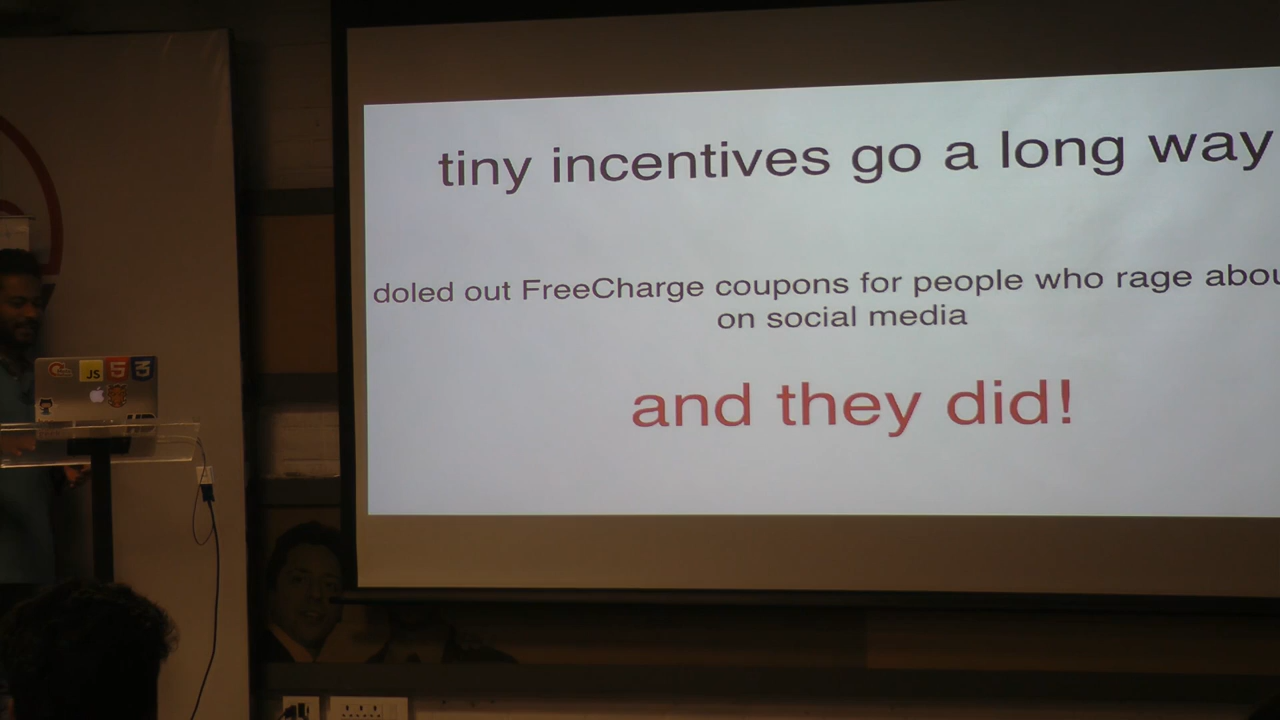 tiny incentives go a long way
doled out FreeCharge coupons for people who rage
on social media
and they did!
JS